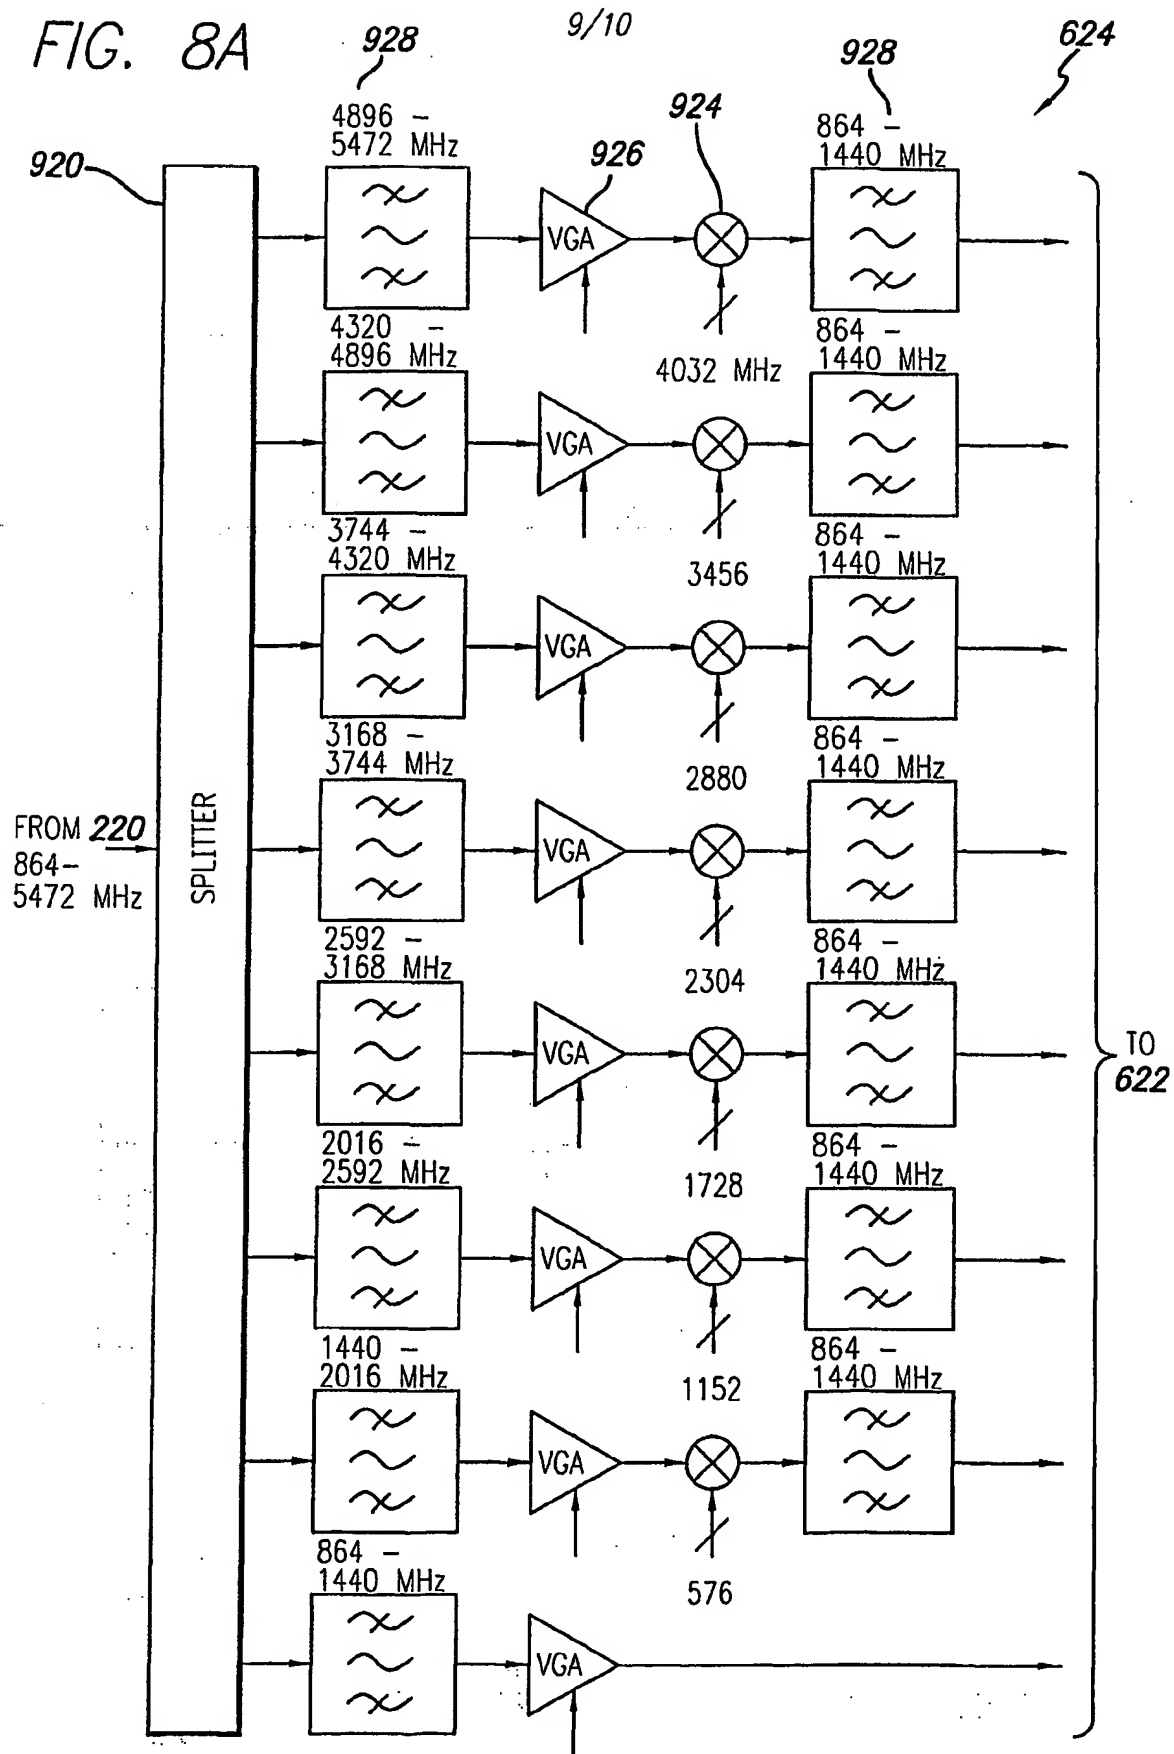 FIG. 8A
9/10
928
928
624
924
926
920
4896 -
5472 MHz
864 -
1440 MHz
VGA
4032 MHz
4320 -
4896 MHz
864 -
1440 MHz
VGA
3456
3744 -
4320 MHz
864 -
1440 MHz
VGA
2880
3168 -
3744 MHz
864 -
1440 MHz
VGA
2304
FROM 220
864-
5472 MHz
SPLITTER
2592 -
3168 MHz
864 -
1440 MHz
VGA
1728
TO
622
2016 -
2592 MHz
864 -
1440 MHz
VGA
1152
1440 -
2016 MHz
864 -
1440 MHz
VGA
576
864 -
1440 MHz
VGA